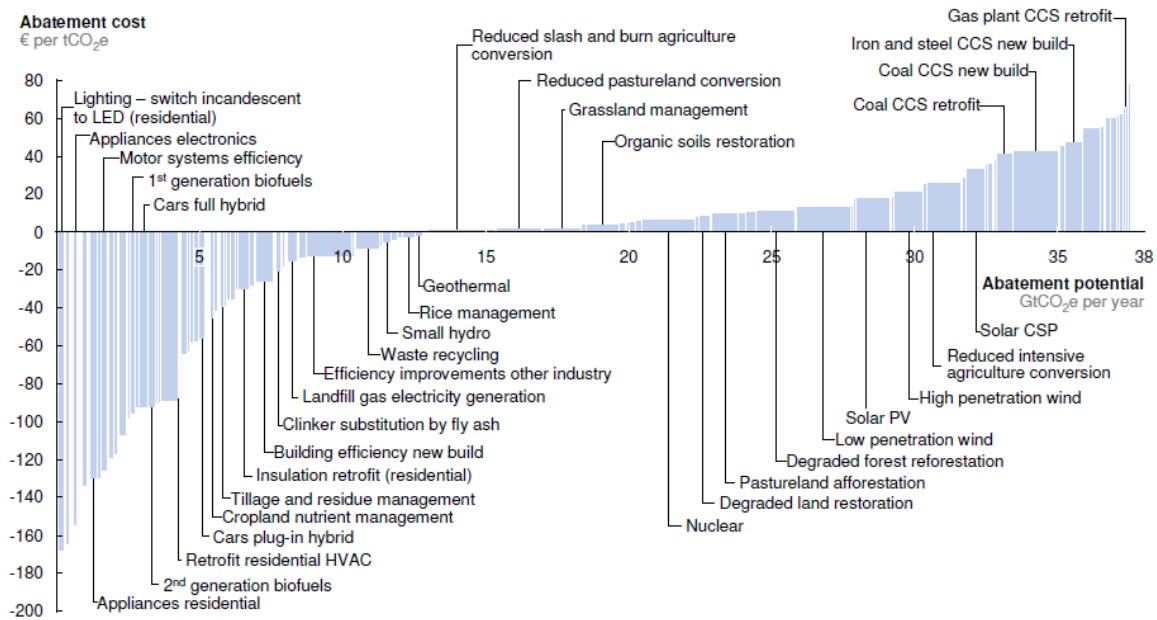 Abatement cost
€ per tCO2e
Gas plant CCS retrofit
Reduced slash and burn agriculture
conversion
Iron and steel CCS new build
Coal CCS new build
80
Reduced pastureland conversion
Lighting – switch incandescent
to LED (residential)
60
Grassland management
Coal CCS retrofit
Appliances electronics
40
Organic soils restoration
Motor systems efficiency
1st generation biofuels
20
Cars full hybrid
0
5
10
15
20
25
30
35
38
-20
Geothermal
Abatement potential
GtCO2e per year
-40
Rice management
Small hydro
Solar CSP
-60
Waste recycling
Reduced intensive
agriculture conversion
Efficiency improvements other industry
-80
Landfill gas electricity generation
High penetration wind
-100
Clinker substitution by fly ash
Solar PV
Low penetration wind
Building efficiency new build
-120
Degraded forest reforestation
Insulation retrofit (residential)
Pastureland afforestation
-140
Tillage and residue management
Degraded land restoration
Cropland nutrient management
Nuclear
-160
Cars plug-in hybrid
Retrofit residential HVAC
-180
2nd generation biofuels
Appliances residential
-200